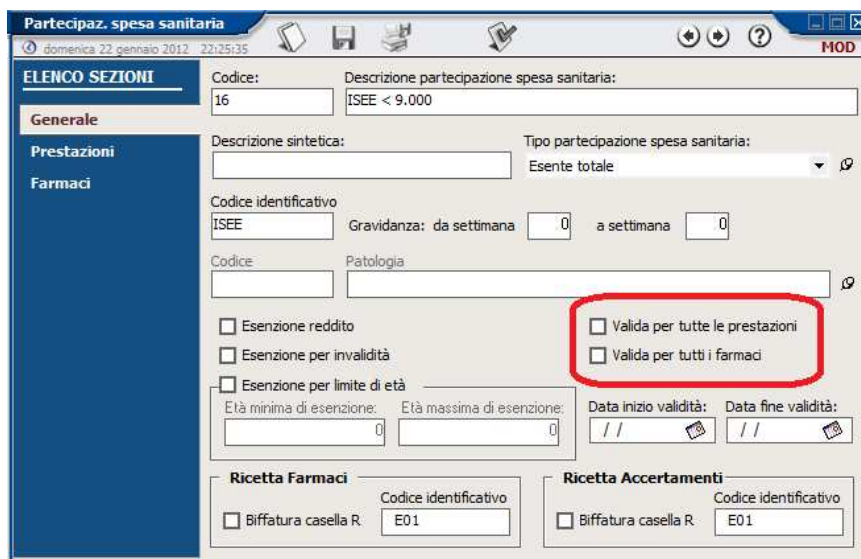 Partecipaz. spesa sanitaria
domenica 22 gennaio 2012 22:25:35
MOD
ELENCO SEZIONI
Generale
Prestazioni
Farmaci
Codice: Descrizione partecipazione spesa sanitaria:
16 ISEE < 9.000
Descrizione sintetica: Tipo partecipazione spesa sanitaria:
Esente totale
Codice identificativo
ISEE Gravidanza: da settimana 0 a settimana 0
Codice Patologia
Esenzione reddito Valida per tutte le prestazioni
Esenzione per invalidità Valida per tutti i farmaci
Esenzione per limite di età
Età minima di esenzione: Età massima di esenzione: Data inizio validità: Data fine validità:
0 0 / / / /
Ricetta Farmaci Ricetta Accertamenti
Codice identificativo Codice identificativo
Biffatura casella R E01 Biffatura casella R E01